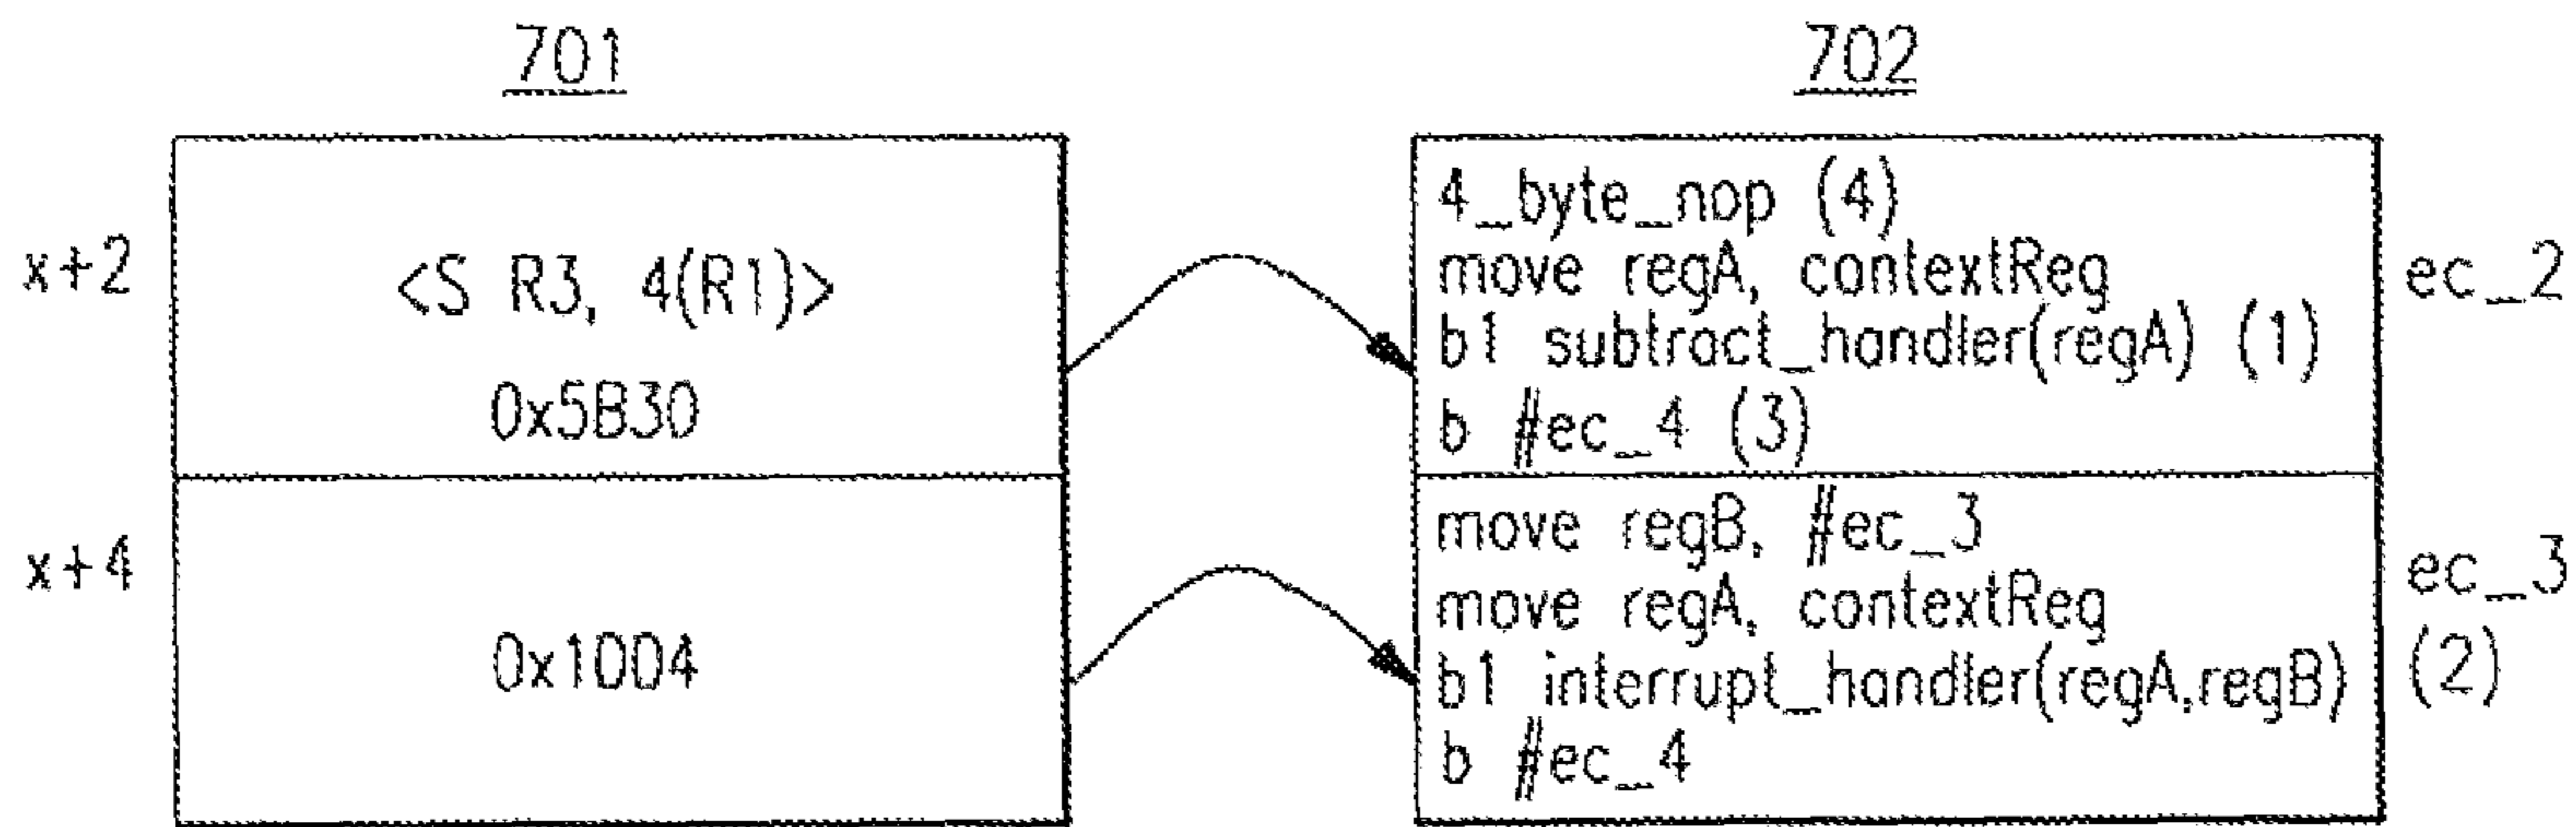 701
702
x+2
<S R3, 4(R1)>
0x5B30
4_byte_nop (4)
move regA, contextReg
b1 subtract_handler(regA) (1)
b #ec_4 (3)
ec_2
x+4
0x1004
move regB, #ec_3
move regA, contextReg
b1 interrupt_handler(regA,regB)
b #ec_4
ec_3
(2)